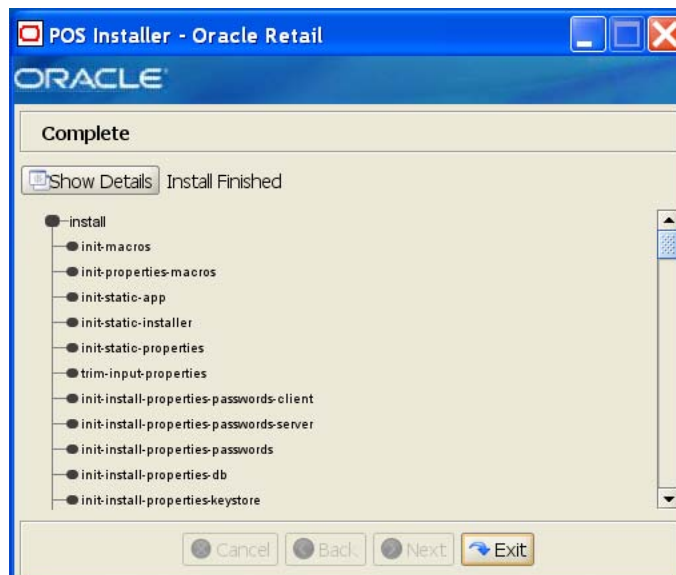 POS Installer - Oracle Retail
ORACLE
Complete
Show Details Install Finished
install
init-macros
init-properties-macros
init-static-app
init-static-installer
init-static-properties
trim-input-properties
init-install-properties-passwords-client
init-install-properties-passwords-server
init-install-properties-passwords
init-install-properties-db
init-install-properties-keystore
Cancel Back Next Exit